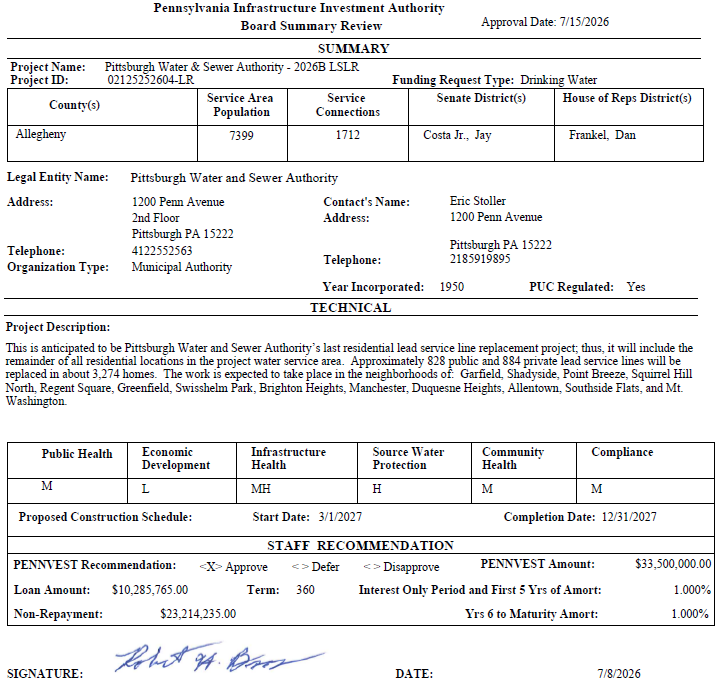 Pennsylvania Infrastructure Investment Authority
Board Summary Review
Approval Date: 7/15/2026
SUMMARY
Project Name: Pittsburgh Water & Sewer Authority - 2026B LSLR
Project ID: 02125252604-LR Funding Request Type: Drinking Water
County(s) Service Area Population Service Connections Senate District(s) House of Reps District(s)
Allegheny 7399 1712 Costa Jr., Jay Frankel, Dan
Legal Entity Name: Pittsburgh Water and Sewer Authority
Address: 1200 Penn Avenue Contact's Name: Eric Stoller
2nd Floor Address: 1200 Penn Avenue
Pittsburgh PA 15222
Pittsburgh PA 15222
Telephone: 4122552563 Telephone: 2185919895
Organization Type: Municipal Authority
Year Incorporated: 1950 PUC Regulated: Yes
TECHNICAL
Project Description:
This is anticipated to be Pittsburgh Water and Sewer Authority's last residential lead service line replacement project; thus, it will include the
remainder of all residential locations in the project water service area. Approximately 828 public and 884 private lead service lines will be
replaced in about 3,274 homes. The work is expected to take place in the neighborhoods of: Garfield, Shadyside, Point Breeze, Squirrel Hill
North, Regent Square, Greenfield, Swisshelm Park, Brighton Heights, Manchester, Duquesne Heights, Allentown, Southside Flats, and Mt.
Washington.
Public Health Economic Development Infrastructure Health Source Water Protection Community Health Compliance
M L MH H M M
Proposed Construction Schedule: Start Date: 3/1/2027 Completion Date: 12/31/2027
STAFF RECOMMENDATION
PENNVEST Recommendation: <X> Approve < > Defer < > Disapprove PENNVEST Amount: $33,500,000.00
Loan Amount: $10,285,765.00 Term: 360 Interest Only Period and First 5 Yrs of Amort: 1.000%
Non-Repayment: $23,214,235.00 Yrs 6 to Maturity Amort: 1.000%
SIGNATURE: DATE: 7/8/2026